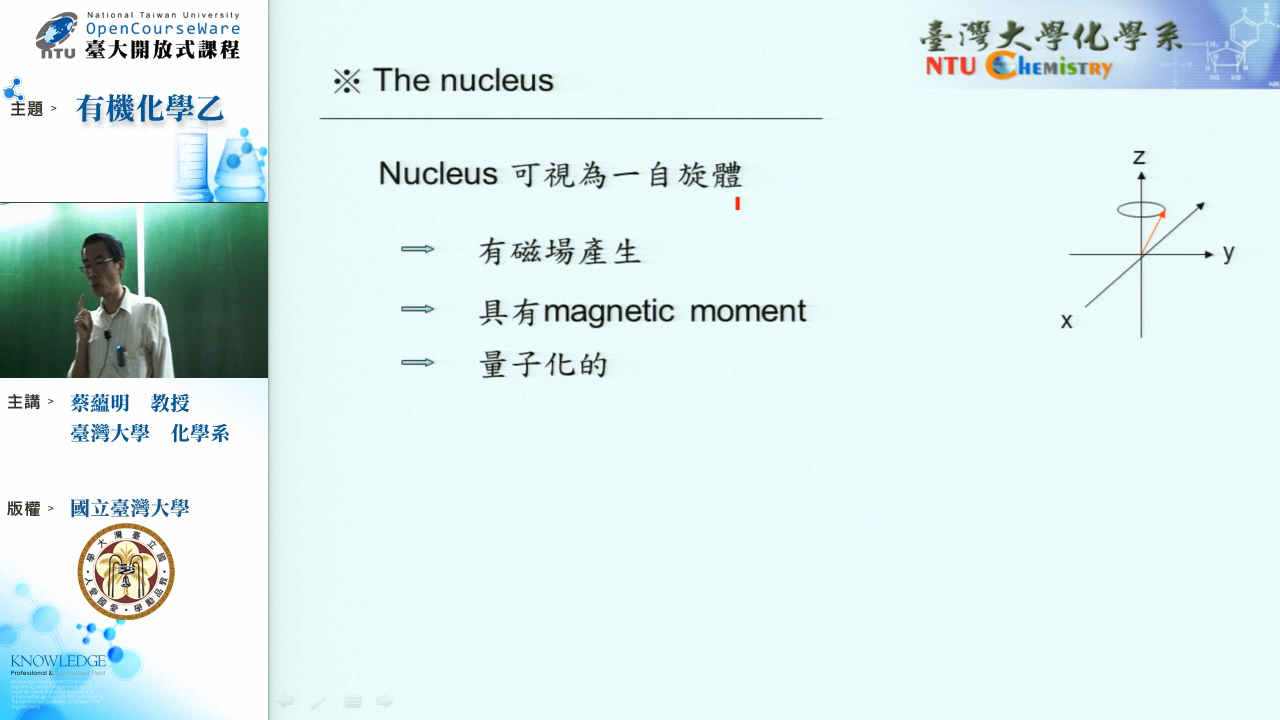 National Taiwan University
OpenCourseWare
NTU 臺大開放式課程
主題 > 有機化學乙
主講 > 蔡蘊明 教授
臺灣大學 化學系
版權 > 國立臺灣大學
KNOWLEDGE
臺灣大學化學系
NTU Chemistry
※ The nucleus
Nucleus 可視為一自旋體
⇒ 有磁場產生
⇒ 具有magnetic moment
⇒ 量子化的
z
y
x